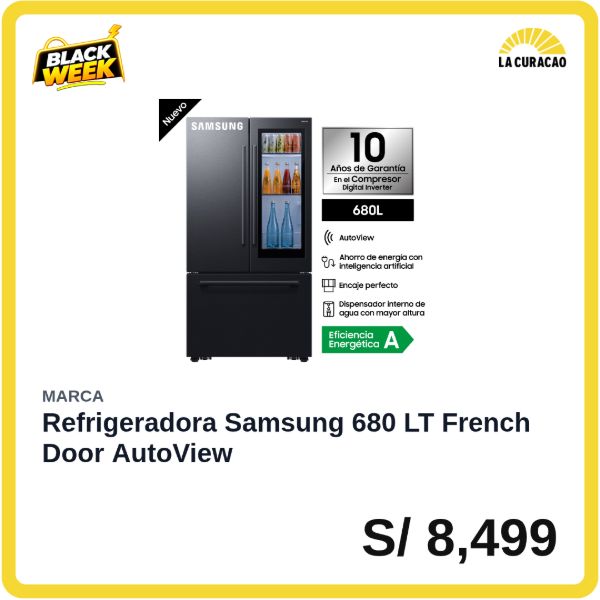 BLACK
WEEK
LA CURACAO
Nuevo
SAMSUNG
10
Años de Garantía
En el Compresor
Digital Inverter
680L
AutoView
Ahorro de energía con
inteligencia artificial
Encaje perfecto
Dispensador interno de
agua con mayor altura
Eficiencia
Energética A
MARCA
Refrigeradora Samsung 680 LT French
Door AutoView
S/ 8,499